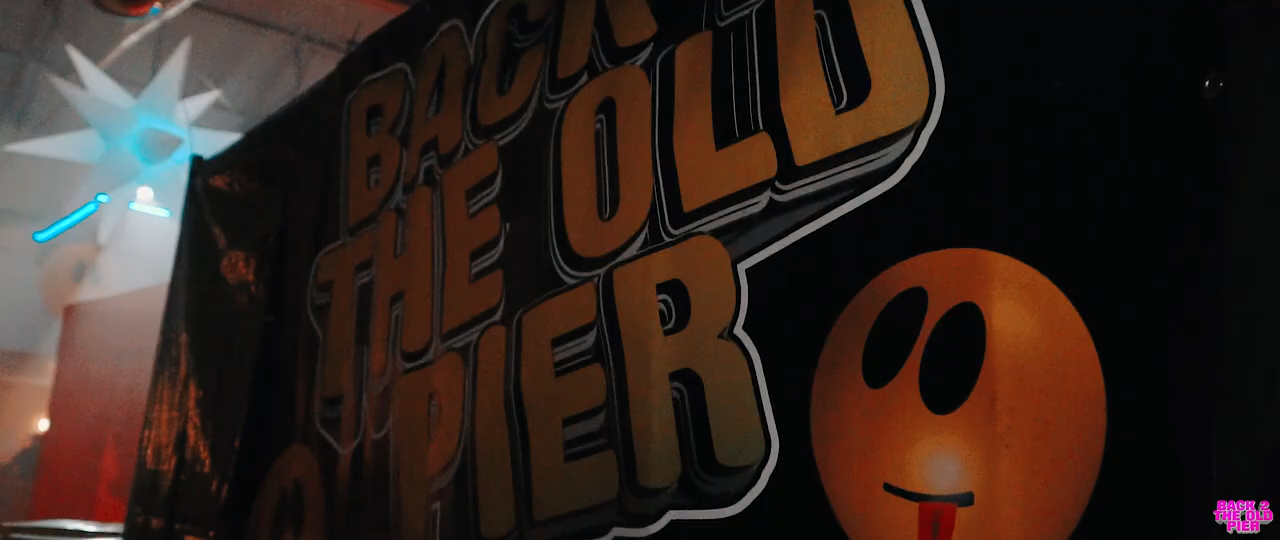 BACK
THE OLD
PIER
BACK 2
THE OLD
PIER